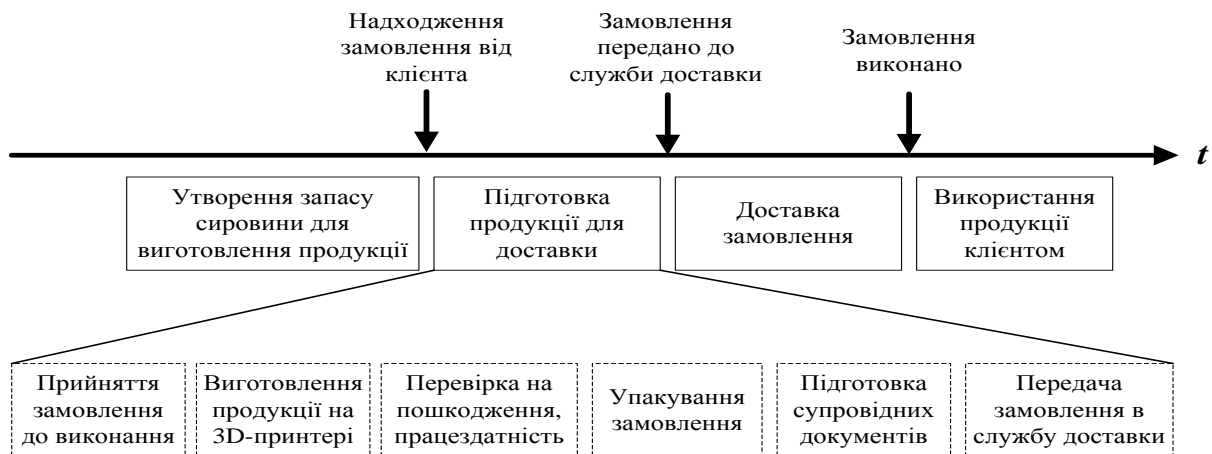 Надходження
замовлення від
клієнта
Замовлення
передано до
служби доставки
Замовлення
виконано
t
Утворення запасу
сировини для
виготовлення продукції
Підготовка
продукції для
доставки
Доставка
замовлення
Використання
продукції
клієнтом
Прийняття
замовлення
до виконання
Виготовлення
продукції на
3D-принтері
Перевірка на
пошкодження,
працездатність
Упакування
замовлення
Підготовка
супровідних
документів
Передача
замовлення в
службу доставки